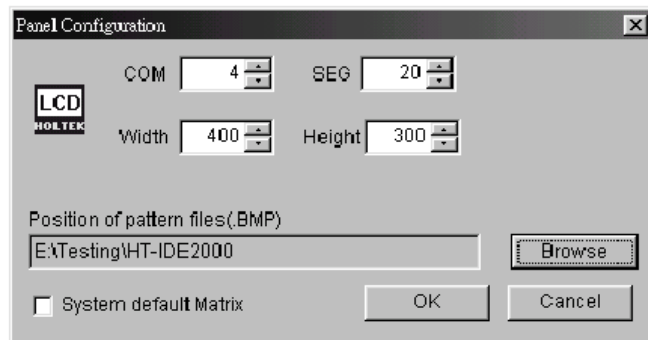 Panel Configuration
COM 4 SEG 20
LCD
HOLTEK
Width 400 Height 300
Position of pattern files(.BMP)
E:\Testing\HT-IDE2000 Browse
System default Matrix OK Cancel